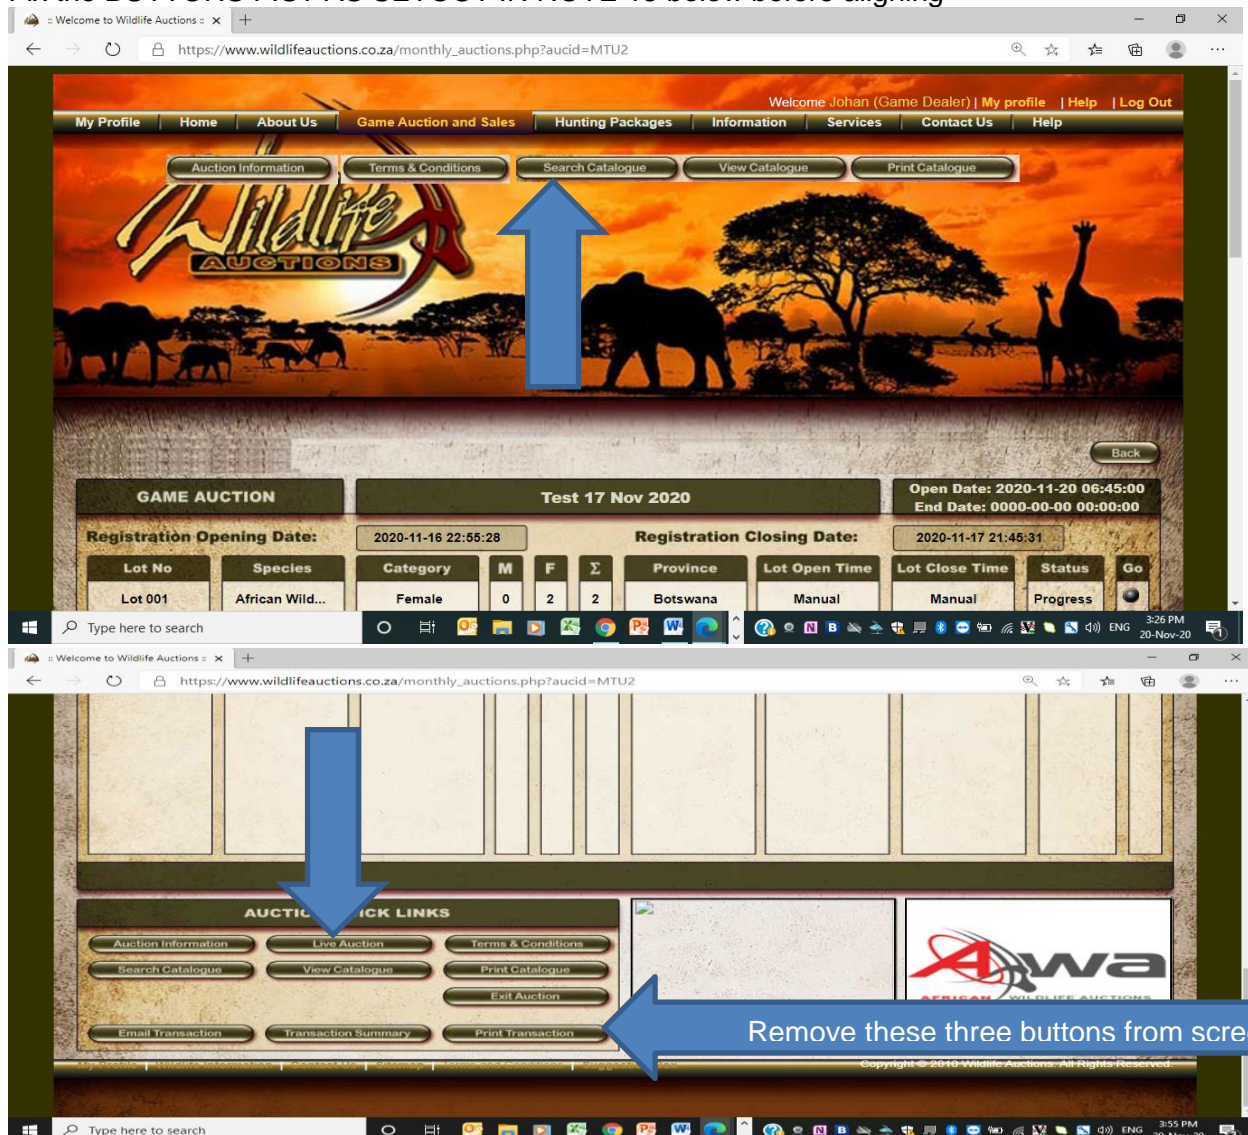 :: Welcome to Wildlife Auctions ::
https://www.wildlifeauctions.co.za/monthly_auctions.php?aucid=MTU2
Welcome Johan (Game Dealer) | My profile | Help | Log Out
My Profile | Home | About Us | Game Auction and Sales | Hunting Packages | Information | Services | Contact Us | Help
Auction Information Terms & Conditions Search Catalogue View Catalogue Print Catalogue
Wildlife
AUCTIONS
Back
GAME AUCTION Test 17 Nov 2020 Open Date: 2020-11-20 06:45:00
End Date: 0000-00-00 00:00:00
Registration Opening Date: 2020-11-16 22:55:28 Registration Closing Date: 2020-11-17 21:45:31
Lot No Species Category M F Σ Province Lot Open Time Lot Close Time Status Go
Lot 001 African Wild... Female 0 2 2 Botswana Manual Manual Progress
Type here to search ENG 3:26 PM
20-Nov-20
:: Welcome to Wildlife Auctions ::
https://www.wildlifeauctions.co.za/monthly_auctions.php?aucid=MTU2
AUCTIO ICK LINKS
Auction Information Live Auction Terms & Conditions
Search Catalogue View Catalogue Print Catalogue
Exit Auction
Email Transaction Transaction Summary Print Transaction
Awa
AFRICAN WILDLIFE AUCTIONS
Remove these three buttons from scre
Copyright © 2010 Wildlife Auctions. All Rights Reserved.
Type here to search ENG 3:55 PM